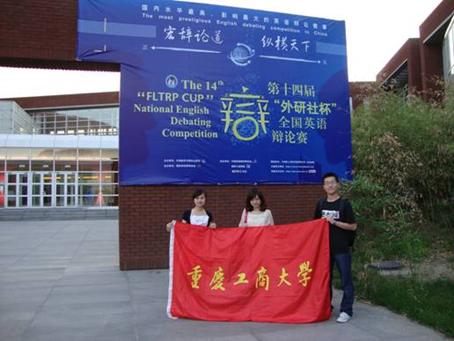 国内水平最高、影响最大的英语辩论赛事
The most prestigious English debating competition in China
宏辞论道 纵横天下
The 14th
"FLTRP CUP"
National English
Debating
Competition
辩
第十四届
"外研社杯"
全国英语
辩论赛
重庆工商大学